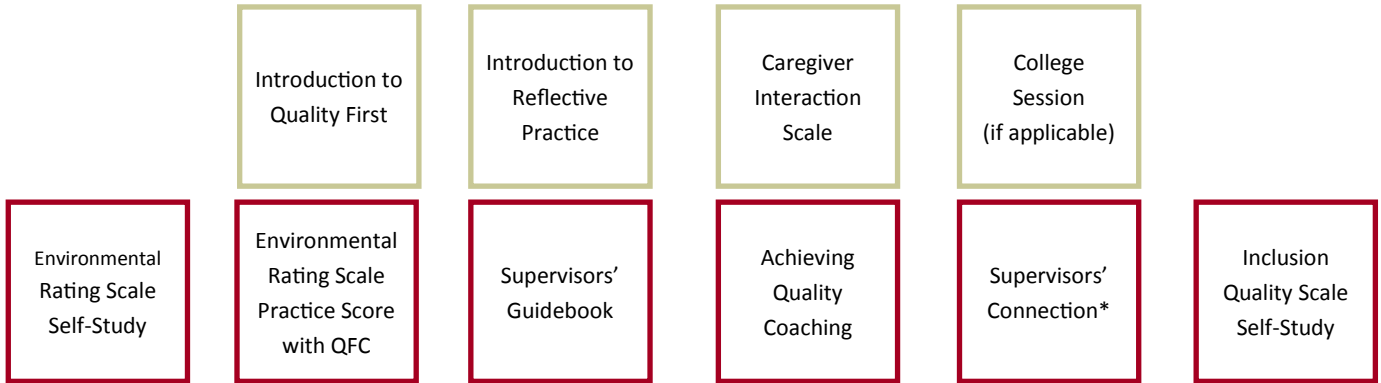 Introduction to
Quality First
Introduction to
Reflective
Practice
Caregiver
Interaction
Scale
College
Session
(if applicable)
Environmental
Rating Scale
Self-Study
Environmental
Rating Scale
Practice Score
with QFC
Supervisors’
Guidebook
Achieving
Quality
Coaching
Supervisors’
Connection*
Inclusion
Quality Scale
Self-Study